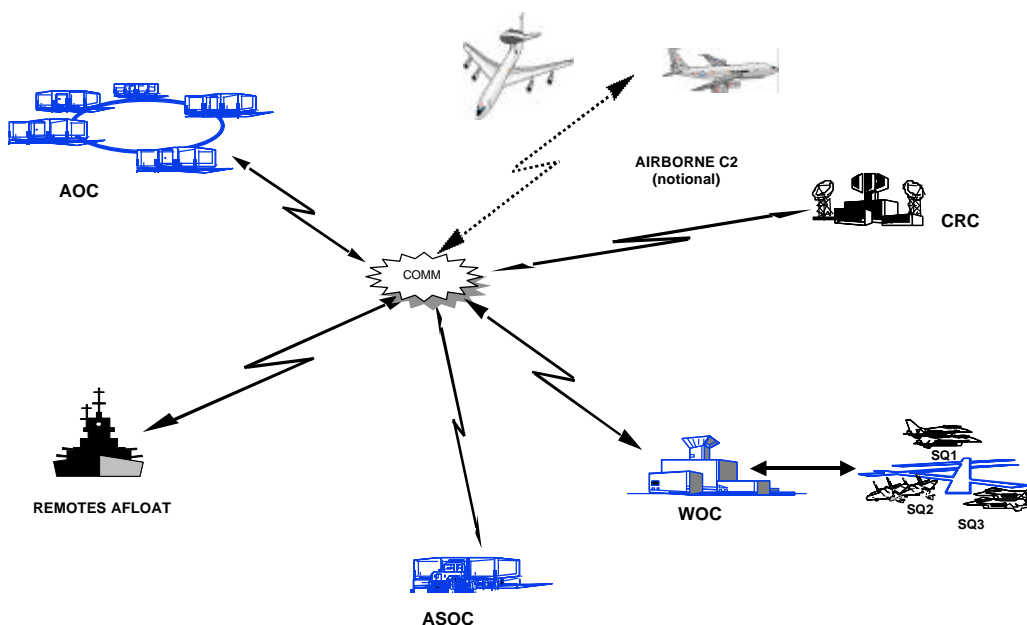 AIRBORNE C2
(notional)
AOC
CRC
COMM
SQ1
REMOTES AFLOAT
WOC
SQ2
SQ3
ASOC